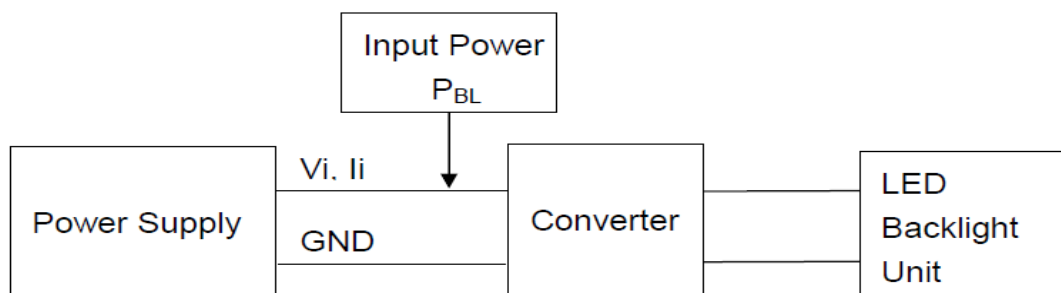 Input Power
PBL
Vi, Ii
Power Supply
GND
Converter
LED
Backlight
Unit